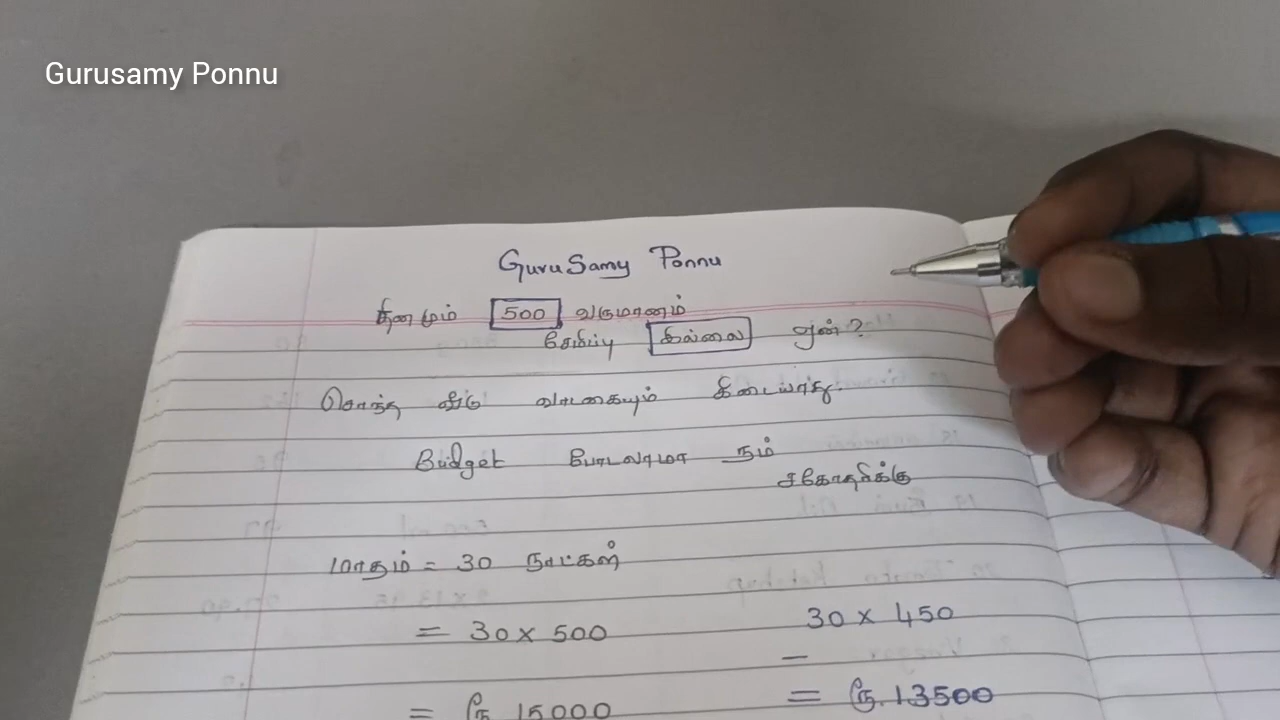 Gurusamy Ponnu
GuruSamy Ponnu
தினமும் 500 வருமானம்
சேமிப்பு இல்லை ஏன்?
சொந்த வீடு வாடகையும் கிடையாது.
Budget போடலாமா நம்
சகோதரிக்கு
மாதம் = 30 நாட்கள்
= 30 x 500
30 x 450
= ரூ. 15000
= ரூ. 13500